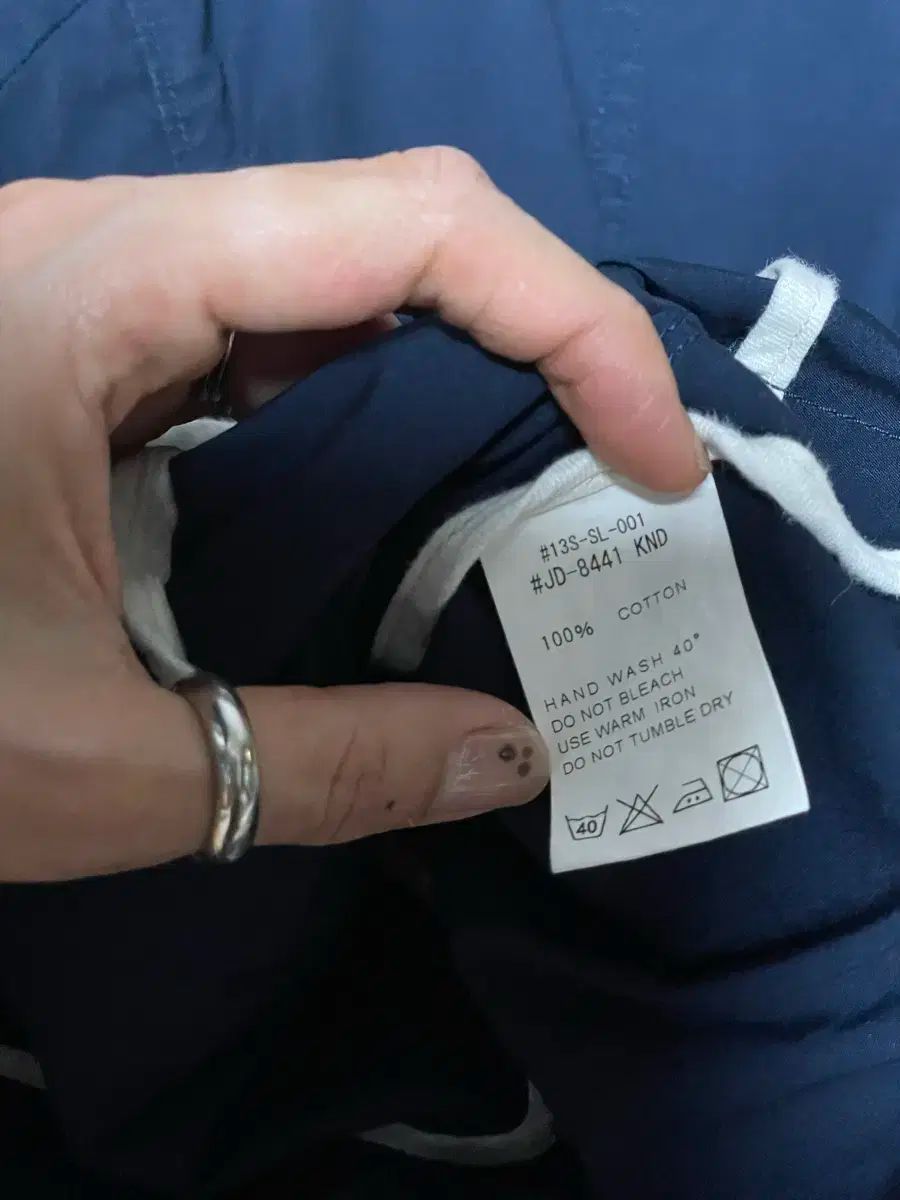 #13S-SL-001
#JD-8441 KND
100% COTTON
HAND WASH 40°
DO NOT BLEACH
USE WARM IRON
DO NOT TUMBLE DRY
40